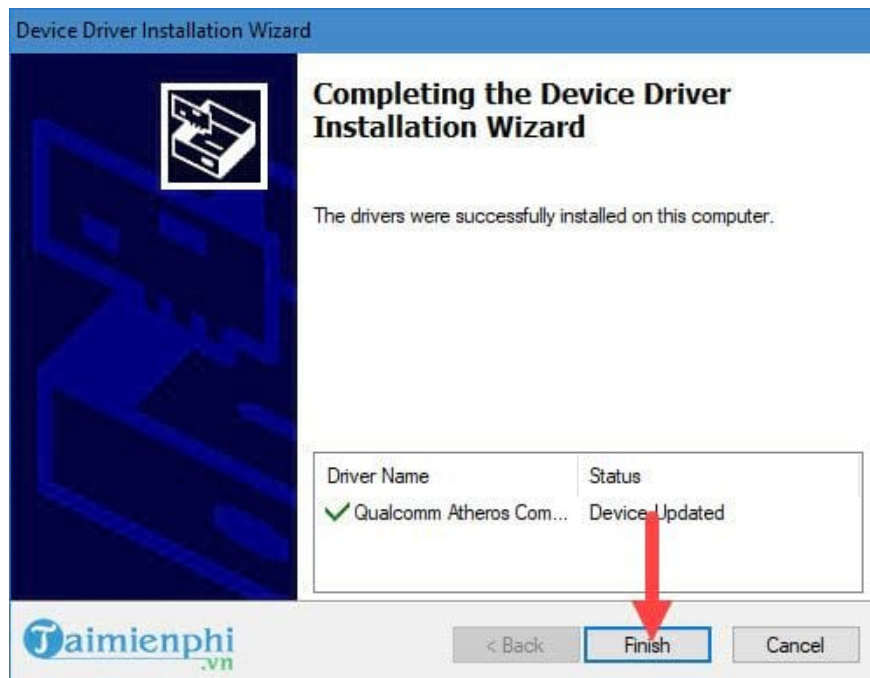 Device Driver Installation Wizard
Completing the Device Driver
Installation Wizard
The drivers were successfully installed on this computer.
Driver Name Status
Qualcomm Atheros Com... Device Updated
Taimienphi
.vn
< Back Finish Cancel